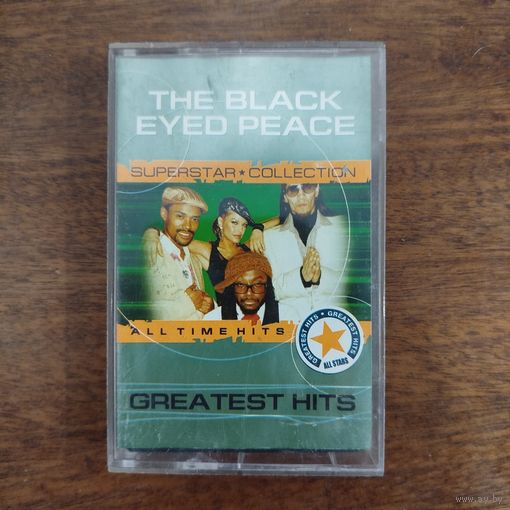 THE BLACK
EYED PEACE
SUPERSTAR★COLLECTION
ALL TIME HITS
GREATEST HITS • GREATEST HITS
ALL STARS
GREATEST HITS
www.ay.by